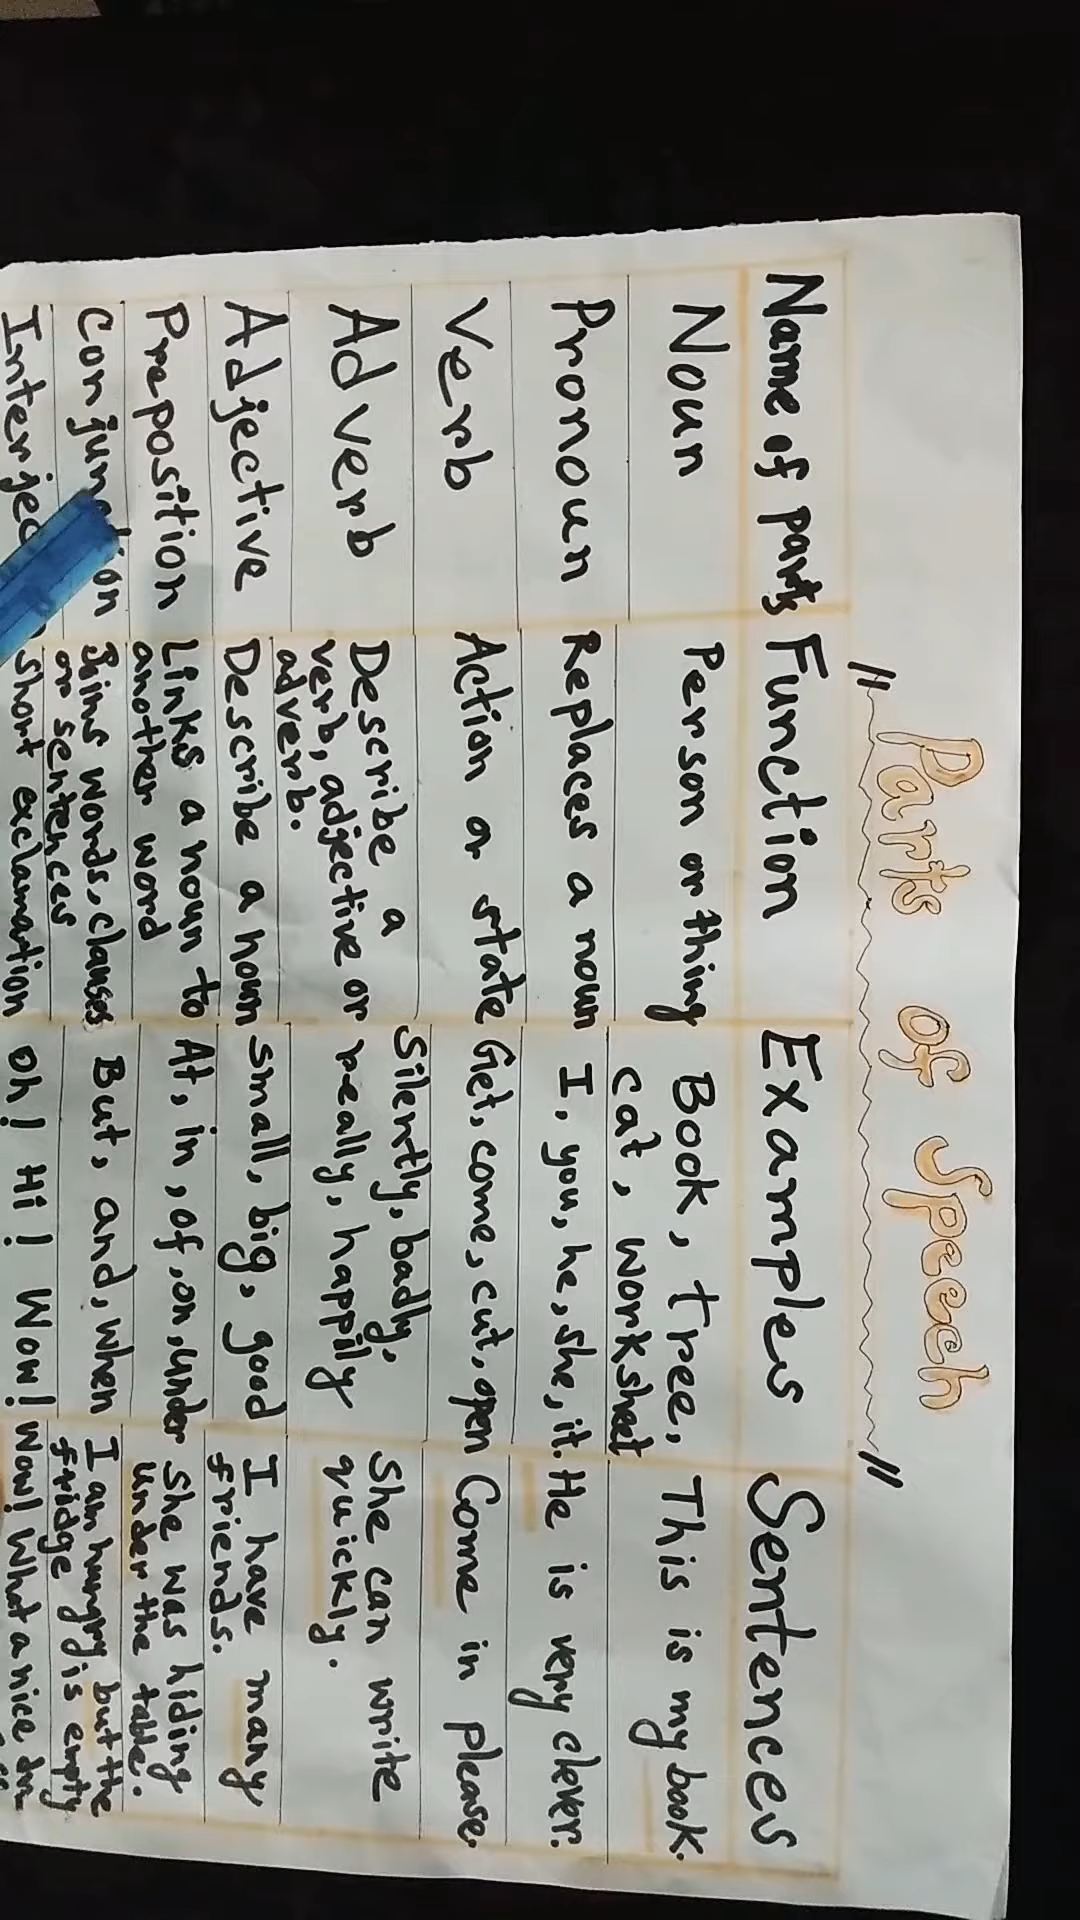 "Parts of Speech"
Name of parts Function Examples Sentences
Noun Person or thing Book, tree, This is my book.
cat, worksheet
Pronoun Replaces a noun I, you, he, she, it. He is very clever.
Verb Action or state Get, come, cut, open Come in please.
Adverb Describe a Silently, badly, She can write
verb, adjective or really, happily quickly.
adverb.
Adjective Describe a noun small, big, good I have many
friends.
Preposition Links a noun to At, in, of, on, under She was hiding
another word under the table.
Conjunction Joins words, clauses But, and, when I am hungry, but the
or sentences fridge is empty
short exclamation oh! Hi! Wow! Wow! What a nice